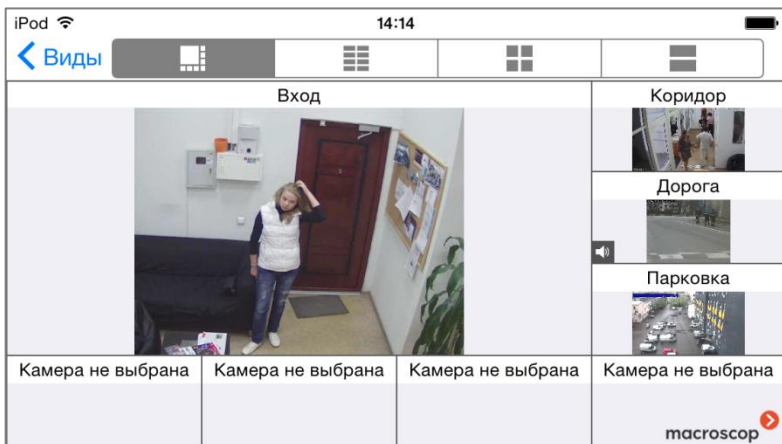 iPod 14:14
Виды
Вход
Коридор
Дорога
Парковка
Камера не выбрана Камера не выбрана Камера не выбрана Камера не выбрана
macroscop